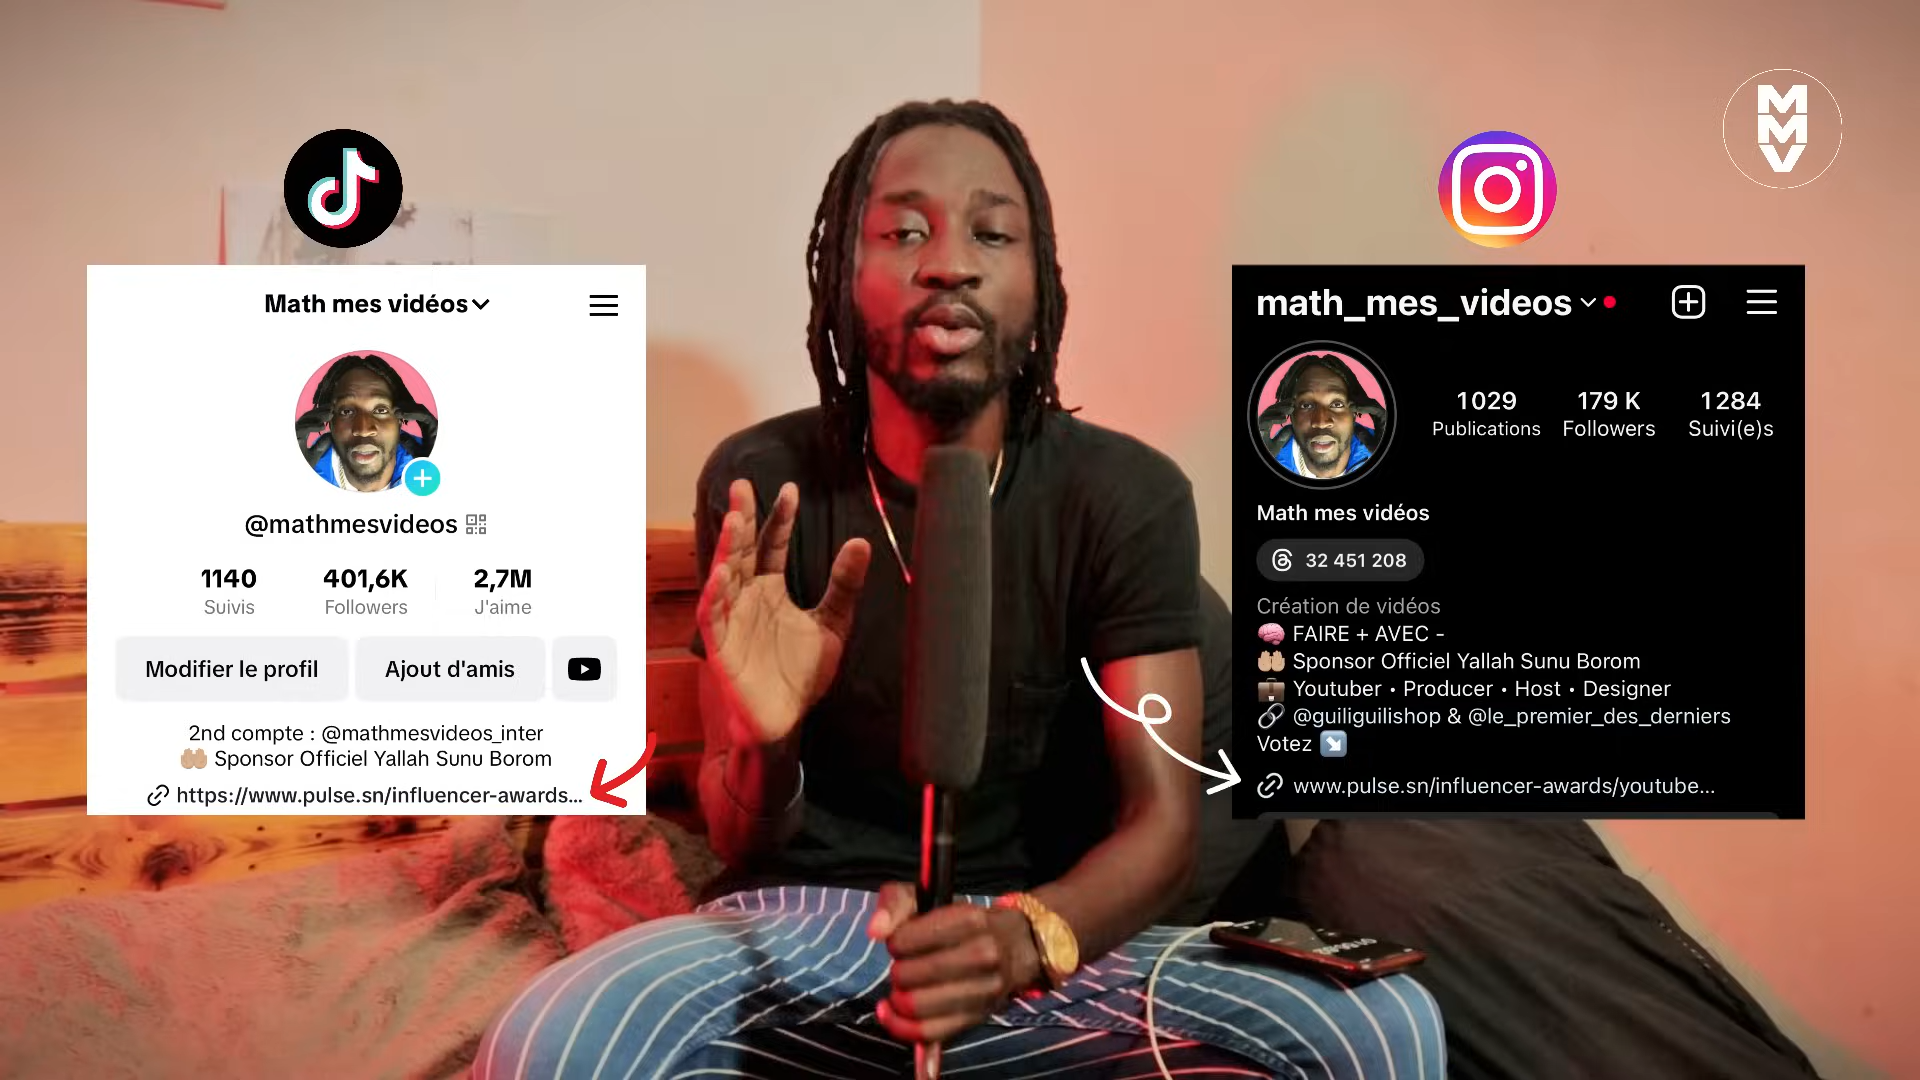 MMV
Math mes vidéos
@mathmesvideos
1140 401,6K 2,7M
Suivis Followers J'aime
Modifier le profil Ajout d'amis
2nd compte : @mathmesvideos_inter
Sponsor Officiel Yallah Sunu Borom
https://www.pulse.sn/influencer-awards...
math_mes_videos
1029 179 K 1284
Publications Followers Suivi(e)s
Math mes vidéos
32 451 208
Création de vidéos
FAIRE + AVEC -
Sponsor Officiel Yallah Sunu Borom
Youtuber • Producer • Host • Designer
@guiliguilishop & @le_premier_des_derniers
Votez
www.pulse.sn/influencer-awards/youtube...